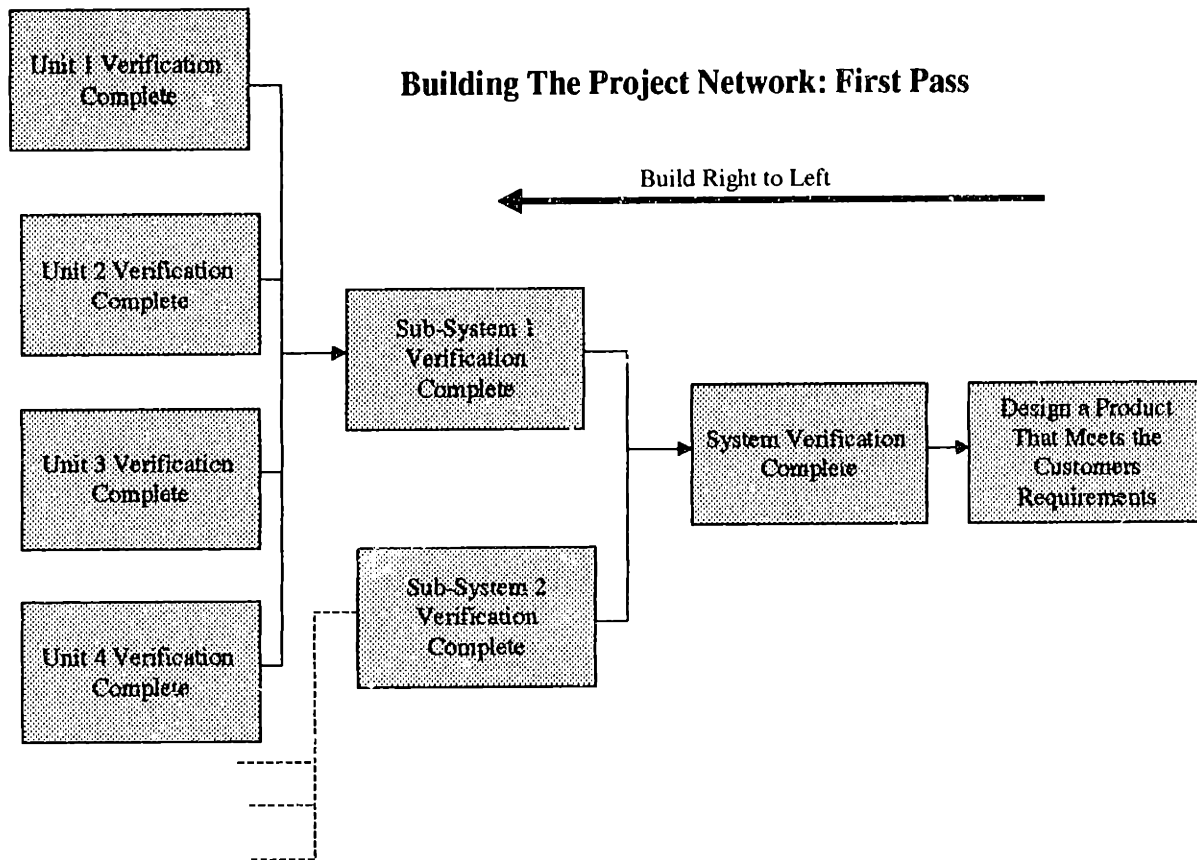 Building The Project Network: First Pass
Build Right to Left
Unit 1 Verification
Complete
Unit 2 Verification
Complete
Unit 3 Verification
Complete
Unit 4 Verification
Complete
Sub-System 1
Verification
Complete
Sub-System 2
Verification
Complete
System Verification
Complete
Design a Product
That Meets the
Customers
Requirements